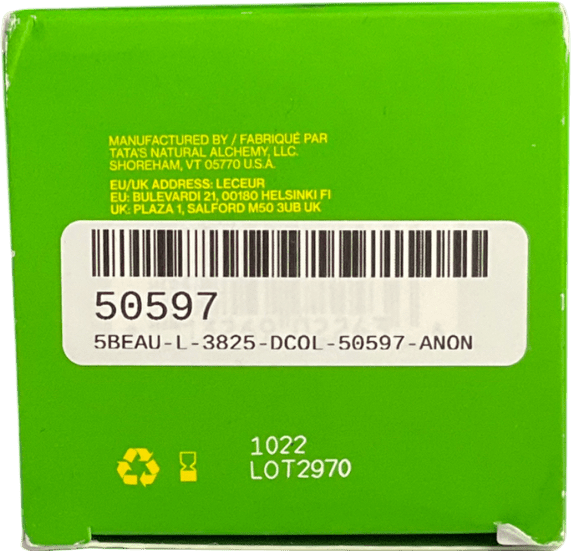 MANUFACTURED BY / FABRIQUÉ PAR
TATA'S NATURAL ALCHEMY, LLC.
SHOREHAM, VT 05770 U.S.A.
EU/UK ADDRESS: LECEUR
EU: BULEVARDI 21, 00180 HELSINKI FI
UK: PLAZA 1, SALFORD M50 3UB UK
50597
5BEAU-L-3825-DCOL-50597-ANON
1022
LOT2970